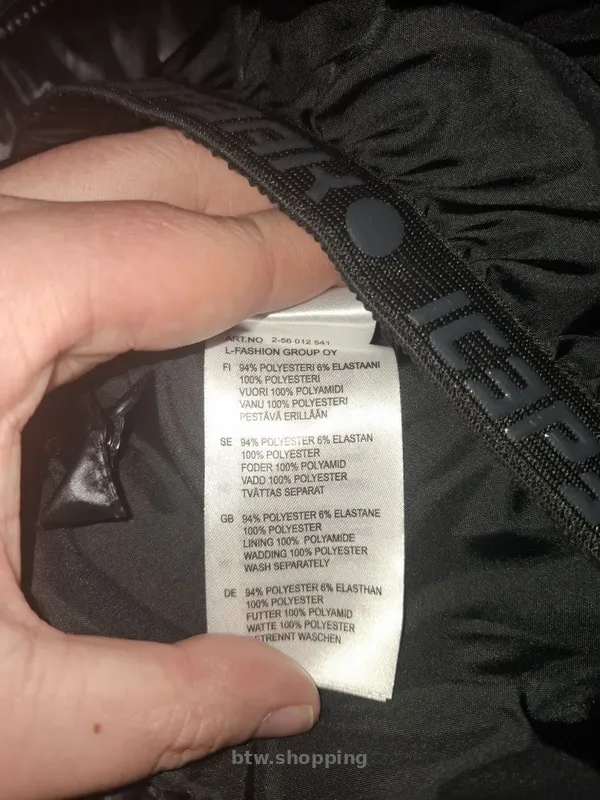 ICEPEAK
ART.NO 2-56 012 541
L-FASHION GROUP OY
FI 94% POLYESTERI 6% ELASTAANI
100% POLYESTERI
VUORI 100% POLYAMIDI
VANU 100% POLYESTERI
PESTÄVÄ ERILLÄÄN
SE 94% POLYESTER 6% ELASTAN
100% POLYESTER
FODER 100% POLYAMID
VADD 100% POLYESTER
TVÄTTAS SEPARAT
GB 94% POLYESTER 6% ELASTANE
100% POLYESTER
LINING 100% POLYAMIDE
WADDING 100% POLYESTER
WASH SEPARATELY
DE 94% POLYESTER 6% ELASTHAN
100% POLYESTER
FUTTER 100% POLYAMID
WATTE 100% POLYESTER
GETRENNT WASCHEN
btw.shopping